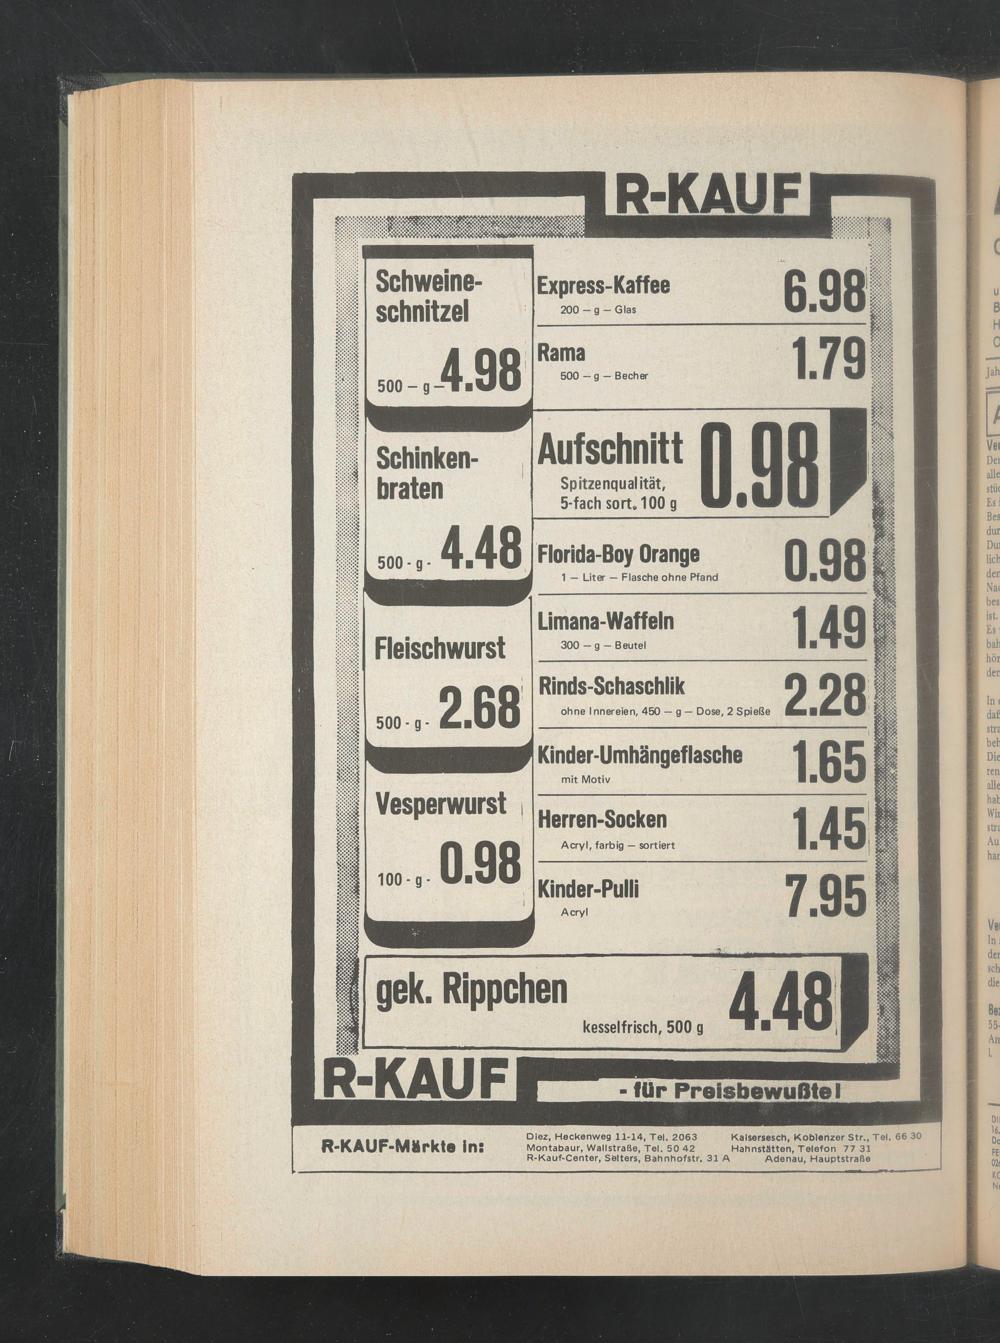 R-KAUF
Schweine-
schnitzel
500 – g – 4.98
Schinken-
braten
500 - g - 4.48
Fleischwurst
500 - g - 2.68
Vesperwurst
100 - g - 0.98
Express-Kaffee 6.98
200 – g – Glas
Rama 1.79
500 – g – Becher
Aufschnitt 0.98
Spitzenqualität,
5-fach sort. 100 g
Florida-Boy Orange 0.98
1 – Liter – Flasche ohne Pfand
Limana-Waffeln 1.49
300 – g – Beutel
Rinds-Schaschlik 2.28
ohne Innereien, 450 – g – Dose, 2 Spieße
Kinder-Umhängeflasche 1.65
mit Motiv
Herren-Socken 1.45
Acryl, farbig – sortiert
Kinder-Pulli 7.95
Acryl
gek. Rippchen 4.48
kesselfrisch, 500 g
R-KAUF
- für Preisbewußte!
R-KAUF-Märkte in:
Diez, Heckenweg 11-14, Tel. 2063
Montabaur, Wallstraße, Tel. 50 42
R-Kauf-Center, Selters, Bahnhofstr. 31 A
Kaisersesch, Koblenzer Str., Tel. 66 30
Hahnstätten, Telefon 77 31
Adenau, Hauptstraße